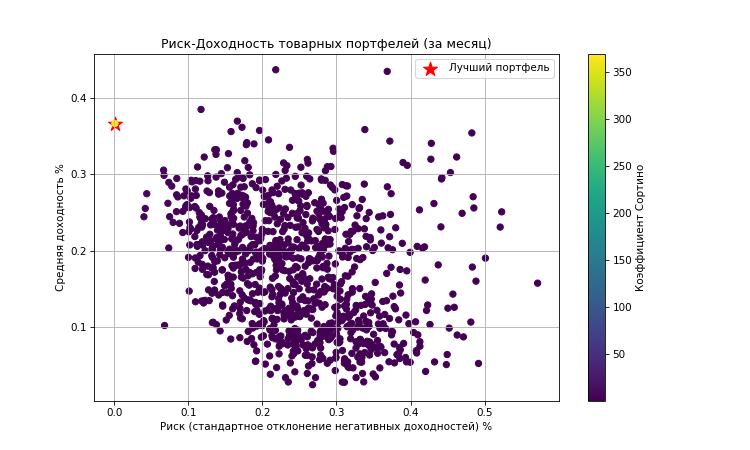 Риск-Доходность товарных портфелей (за месяц)
Лучший портфель
Средняя доходность %
0.4
0.3
0.2
0.1
0.0 0.1 0.2 0.3 0.4 0.5
Риск (стандартное отклонение негативных доходностей) %
350
300
250
200
150
100
50
Коэффициент Сортино